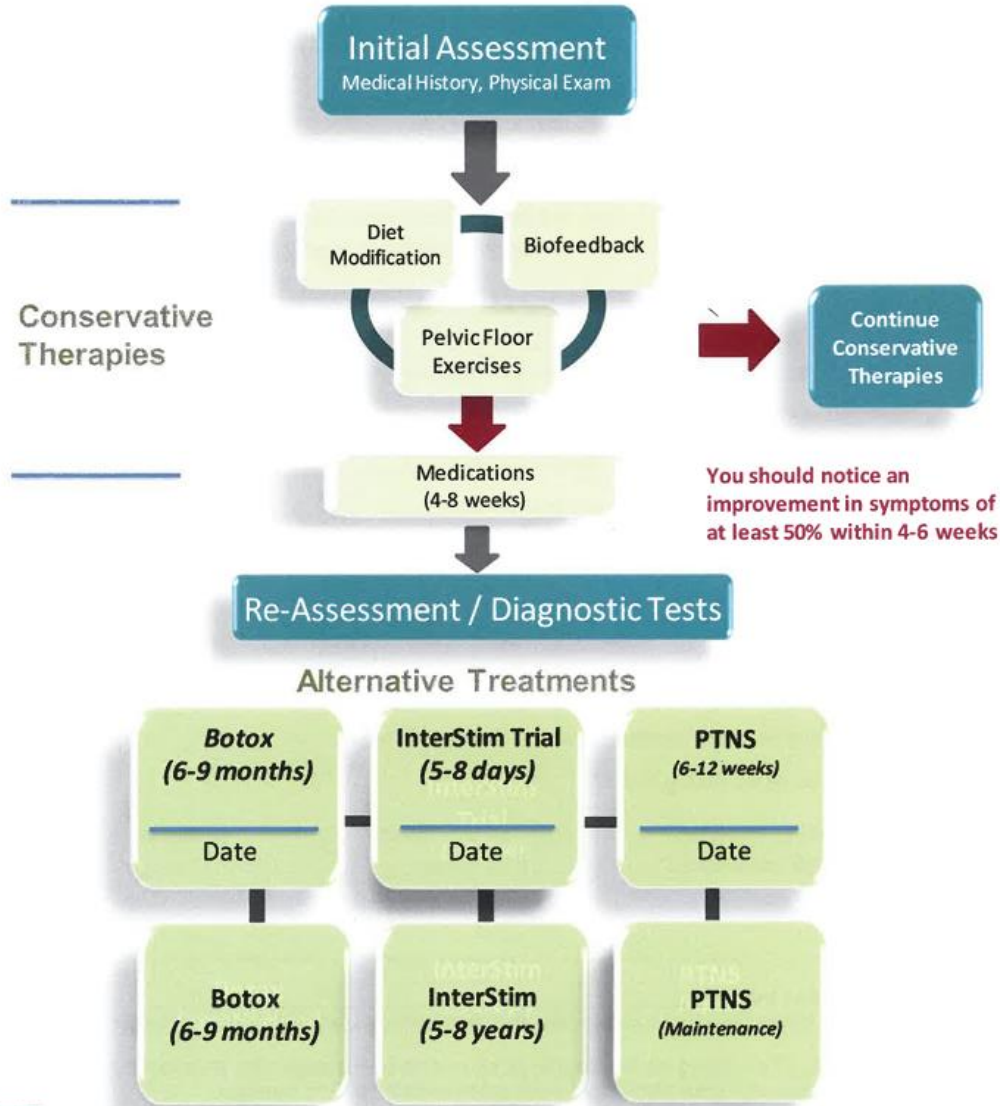 Initial Assessment
Medical History, Physical Exam
Diet
Modification
Biofeedback
Conservative
Therapies
Pelvic Floor
Exercises
Continue
Conservative
Therapies
Medications
(4-8 weeks)
You should notice an
improvement in symptoms of
at least 50% within 4-6 weeks
Re-Assessment / Diagnostic Tests
Alternative Treatments
Botox
(6-9 months)
Date
InterStim Trial
(5-8 days)
Date
PTNS
(6-12 weeks)
Date
Botox
(6-9 months)
InterStim
(5-8 years)
PTNS
(Maintenance)